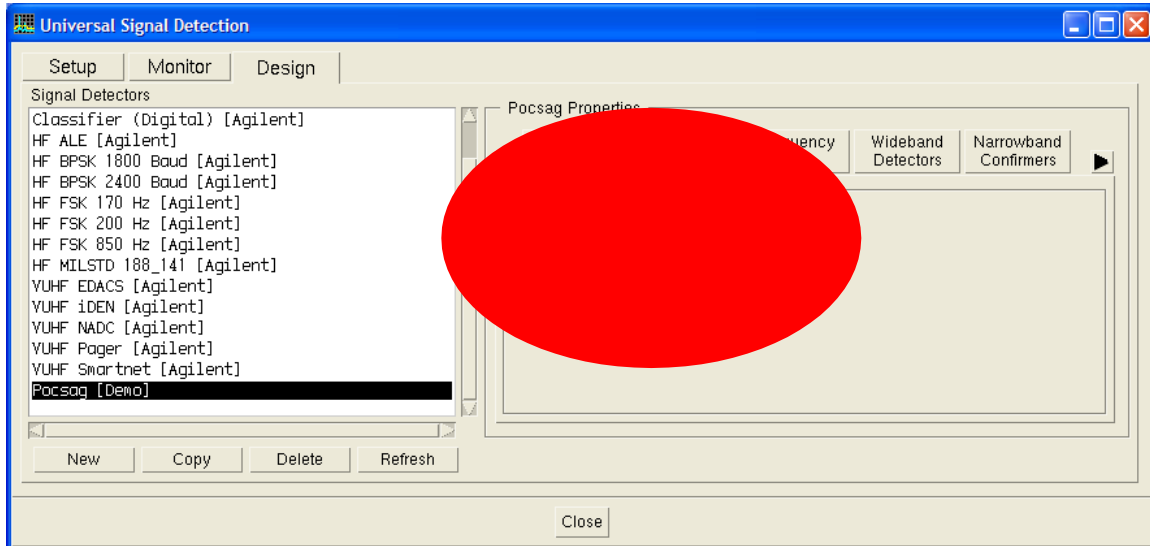 Universal Signal Detection
Setup
Monitor
Design
Signal Detectors
Classifier (Digital) [Agilent]
HF ALE [Agilent]
HF BPSK 1800 Baud [Agilent]
HF BPSK 2400 Baud [Agilent]
HF FSK 170 Hz [Agilent]
HF FSK 200 Hz [Agilent]
HF FSK 850 Hz [Agilent]
HF MILSTD 188_141 [Agilent]
VUHF EDACS [Agilent]
VUHF iDEN [Agilent]
VUHF NADC [Agilent]
VUHF Pager [Agilent]
VUHF Smartnet [Agilent]
Pocsag [Demo]
New
Copy
Delete
Refresh
Pocsag Properties
Wideband
Detectors
Narrowband
Confirmers
Close